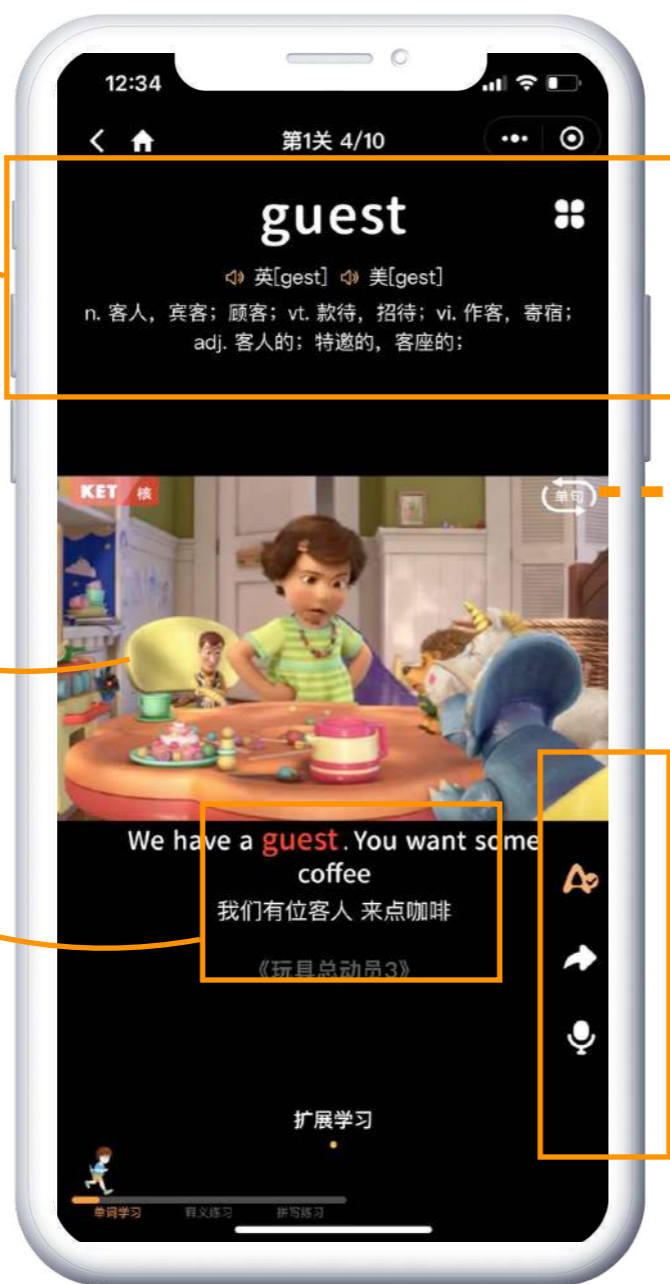 12:34
第1关 4/10
guest
英[gest] 美[gest]
n. 客人，宾客；顾客；vt. 款待，招待；vi. 作客，寄宿；
adj. 客人的；特邀的，客座的；
KET 核
单句
We have a guest. You want some
coffee
我们有位客人 来点咖啡
《玩具总动员3》
扩展学习
单词学习 释义练习 拼写练习